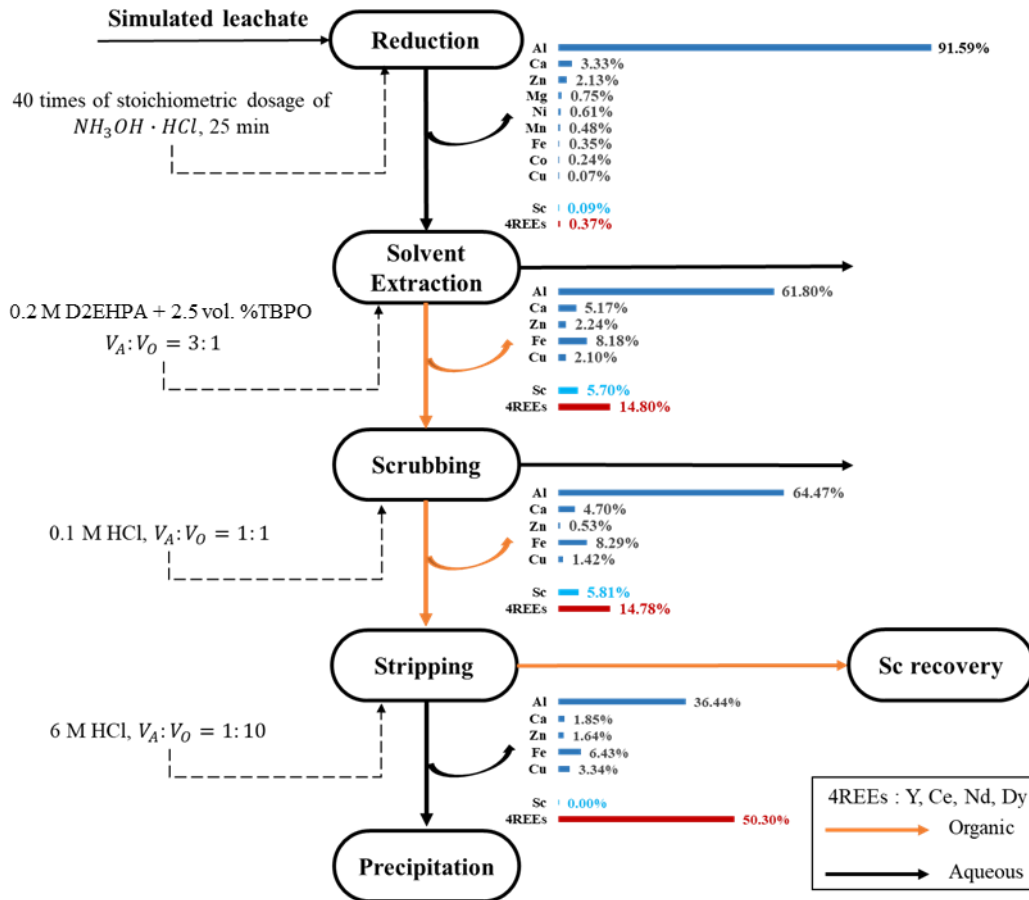 Simulated leachate
Reduction
40 times of stoichiometric dosage of
NH₃OH · HCl, 25 min
Al 91.59%
Ca 3.33%
Zn 2.13%
Mg 0.75%
Ni 0.61%
Mn 0.48%
Fe 0.35%
Co 0.24%
Cu 0.07%
Sc 0.09%
4REEs 0.37%
Solvent
Extraction
0.2 M D2EHPA + 2.5 vol. %TBPO
V_A:V_O = 3:1
Al 61.80%
Ca 5.17%
Zn 2.24%
Fe 8.18%
Cu 2.10%
Sc 5.70%
4REEs 14.80%
Scrubbing
0.1 M HCl, V_A:V_O = 1:1
Al 64.47%
Ca 4.70%
Zn 0.53%
Fe 8.29%
Cu 1.42%
Sc 5.81%
4REEs 14.78%
Stripping
Sc recovery
6 M HCl, V_A:V_O = 1:10
Al 36.44%
Ca 1.85%
Zn 1.64%
Fe 6.43%
Cu 3.34%
Sc 0.00%
4REEs 50.30%
Precipitation
4REEs : Y, Ce, Nd, Dy
Organic
Aqueous